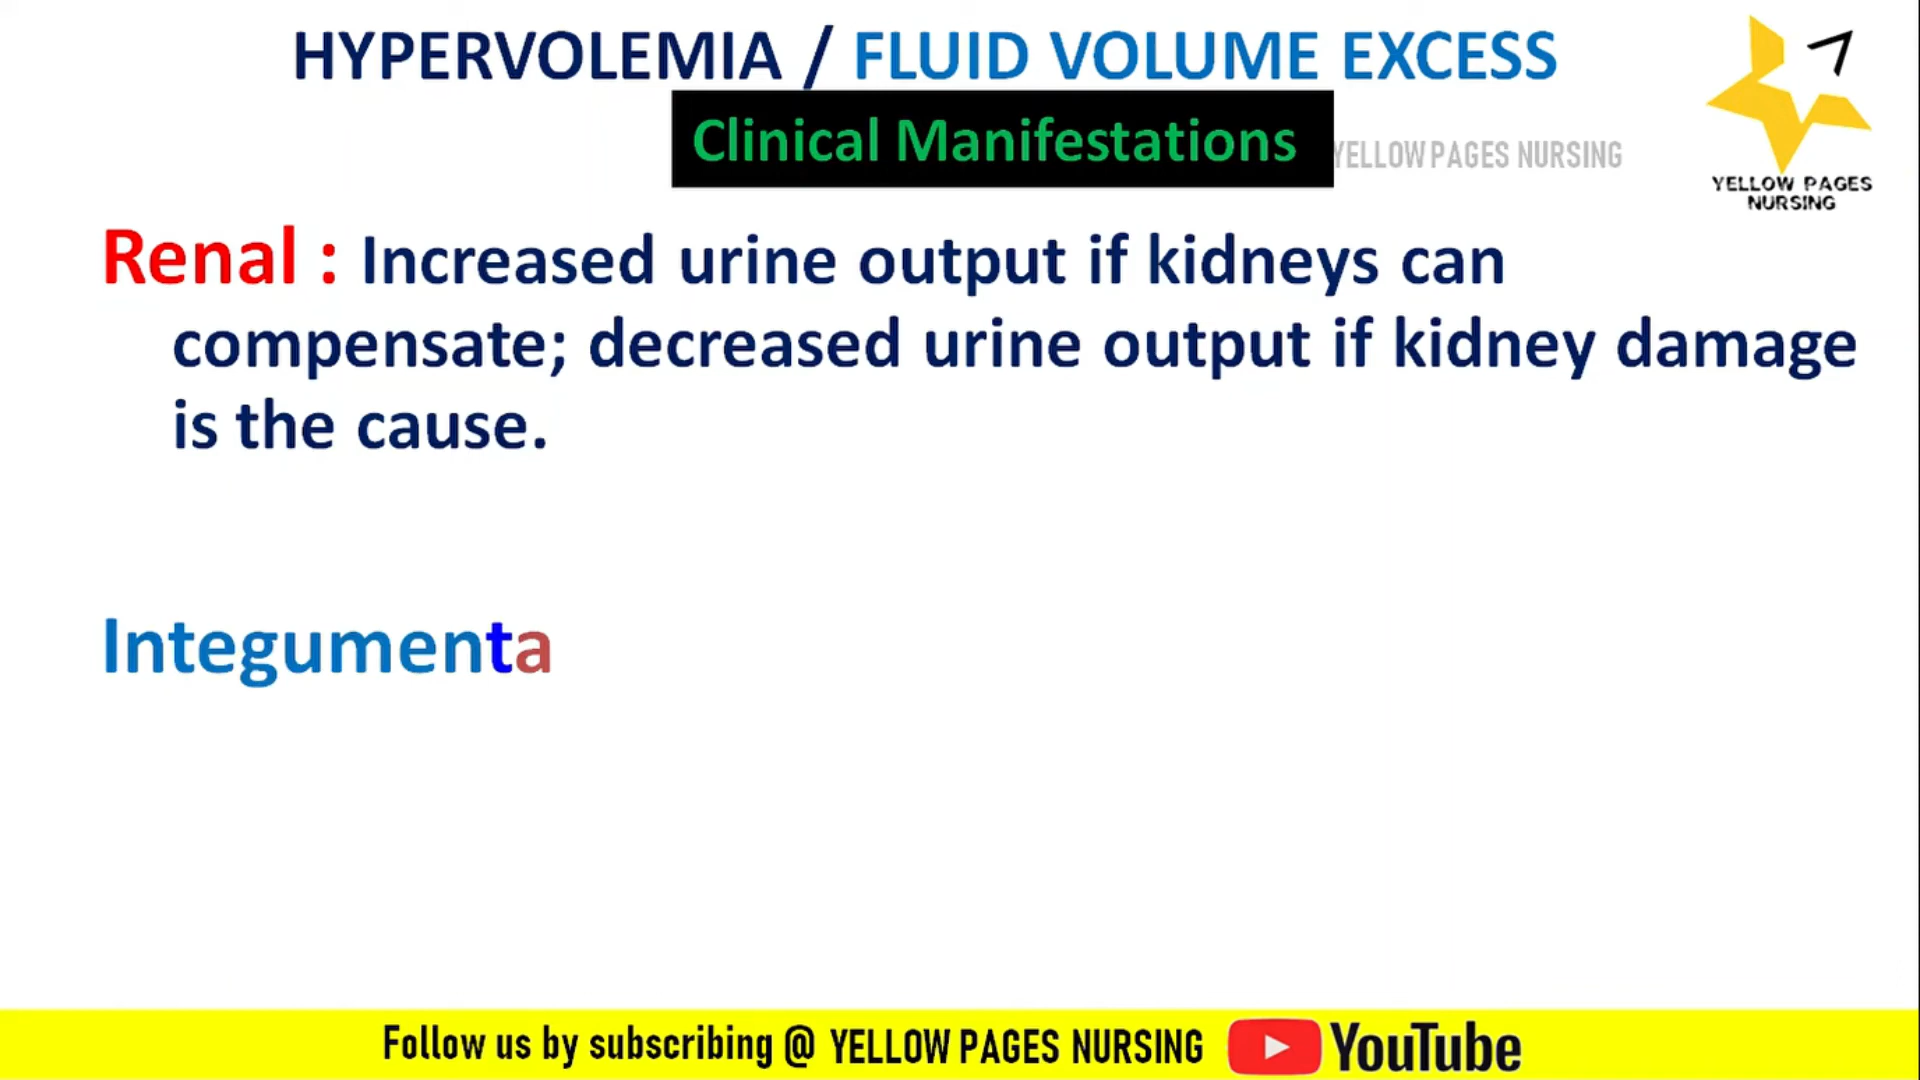 HYPERVOLEMIA / FLUID VOLUME EXCESS
Clinical Manifestations
YELLOW PAGES NURSING
YELLOW PAGES
NURSING
Renal : Increased urine output if kidneys can
compensate; decreased urine output if kidney damage
is the cause.
Integumenta
Follow us by subscribing @ YELLOW PAGES NURSING YouTube